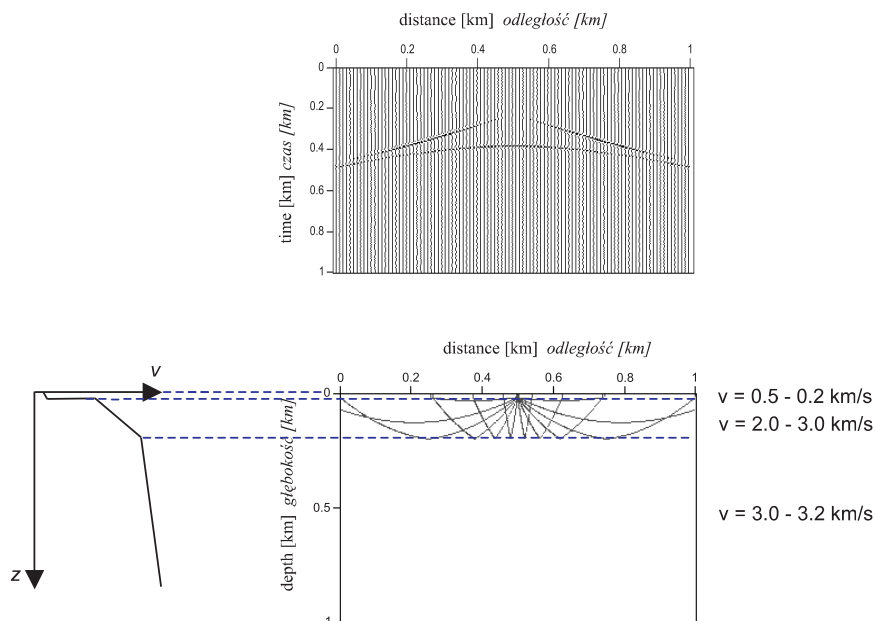 distance [km] odległość [km]
0 0.2 0.4 0.6 0.8 1
0
0.2
0.4
0.6
0.8
1
time [km] czas [km]
distance [km] odległość [km]
0 0.2 0.4 0.6 0.8 1
0
0.5
1
depth [km] głębokość [km]
v
z
v = 0.5 - 0.2 km/s
v = 2.0 - 3.0 km/s
v = 3.0 - 3.2 km/s